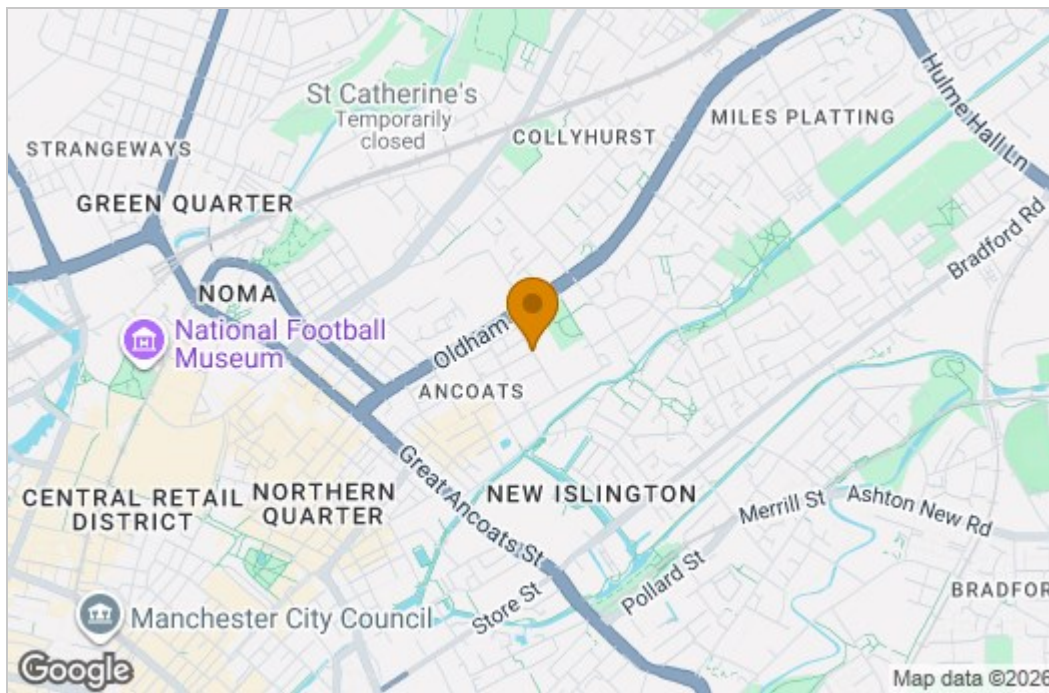 St Catherine's
Temporarily
closed
COLLYHURST
MILES PLATTING
Hulme Hall Ln
STRANGEWAYS
GREEN QUARTER
Bradford Rd
NOMA
National Football
Museum
Oldham
ANCOATS
Great Ancoats St
CENTRAL RETAIL
DISTRICT
NORTHERN
QUARTER
NEW ISLINGTON
Merrill St
Ashton New Rd
Pollard St
Store St
BRADFOR
Manchester City Council
Google
Map data ©2026